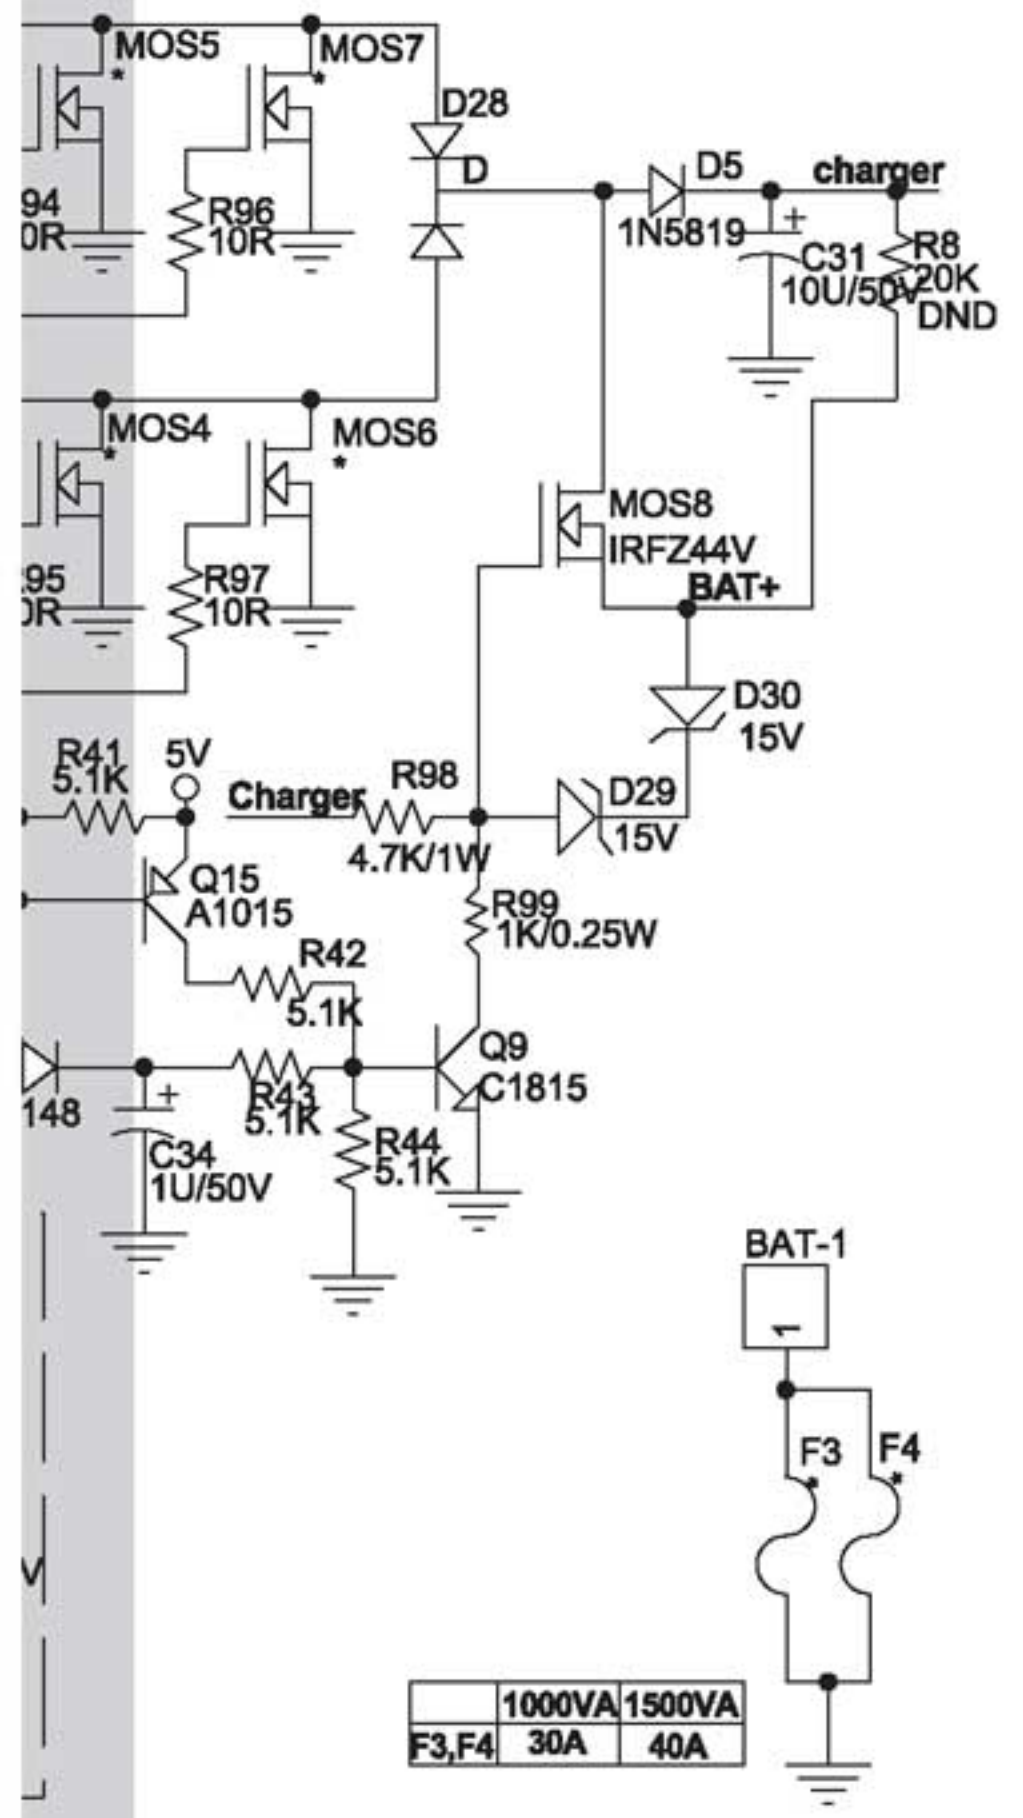 MOS5
*
MOS7
*
D28
D
D5
1N5819
charger
+
C31
10U/50V
R8
20K
DND
94
0R
R96
10R
MOS4
*
MOS6
*
MOS8
IRFZ44V
BAT+
95
0R
R97
10R
D30
15V
R41
5.1K
5V
Charger
R98
4.7K/1W
D29
15V
Q15
A1015
R99
1K/0.25W
R42
5.1K
Q9
C1815
148
+
R43
5.1K
R44
5.1K
C34
1U/50V
BAT-1
1
V
F3
*
F4
*
1000VA 1500VA
F3,F4 30A 40A